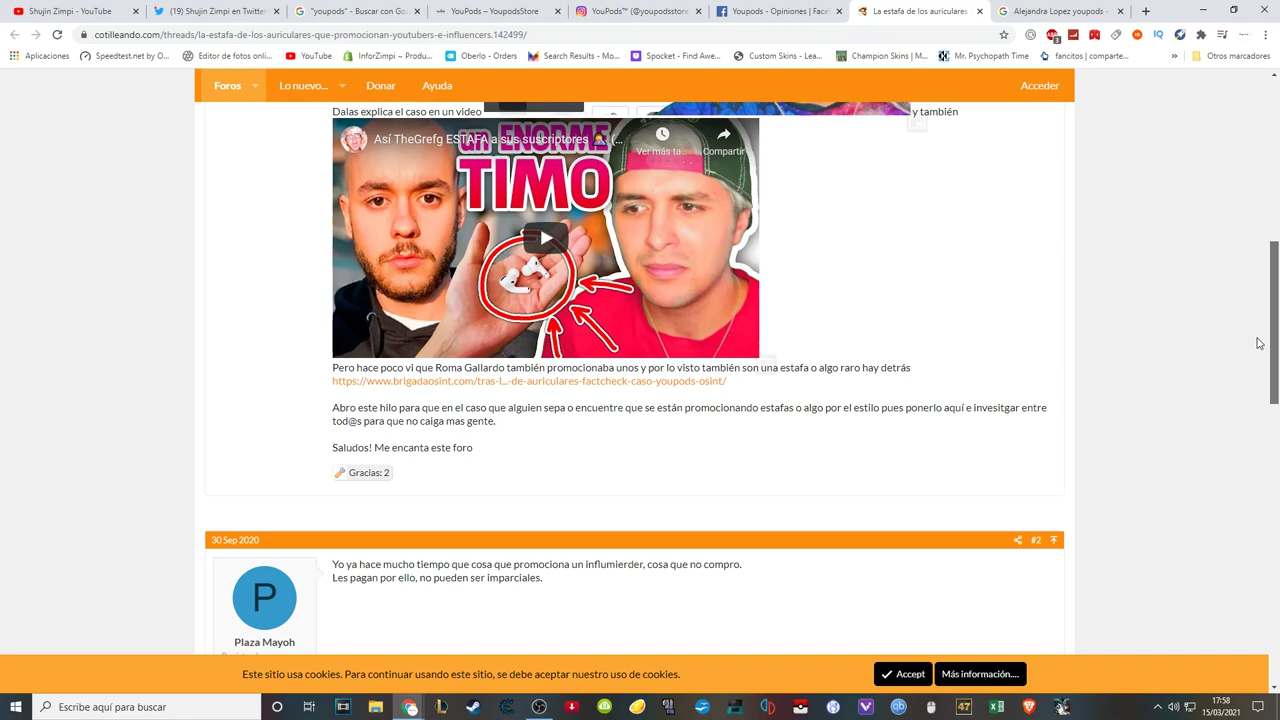 Shujin Zimpi - YouTube
(19) Shujin Zimpi en Twitter
"youpods" - Buscar con Goo
YouPods™ – YoupodsStore
YouPods™ (@youpodsstore
Youpods - Opiniones | Faceb
La estafa de los auriculares
Alejandra Lopez youpods -
cotilleando.com/threads/la-estafa-de-los-auriculares-que-promocionan-youtubers-e-influencers.142499/
Aplicaciones
Speedtest.net by O...
Editor de fotos onli...
YouTube
InforZimpi ~ Produ...
Oberlo - Orders
Search Results - Mo...
Spocket - Find Awe...
Custom Skins - Lea...
Champion Skins | M...
Mr. Psychopath Time
fancitos | comparte...
»
Otros marcadores
Foros
Lo nuevo...
Donar
Ayuda
Acceder
Dalas explica el caso en un video
y también
Así TheGrefg ESTAFA a sus suscriptores 🤦 (...
Ver más ta...
Compartir
UN ENORME
TIMO
Pero hace poco vi que Roma Gallardo también promocionaba unos y por lo visto también son una estafa o algo raro hay detrás
https://www.brigadaosint.com/tras-l...-de-auriculares-factcheck-caso-youpods-osint/
Abro este hilo para que en el caso que alguien sepa o encuentre que se están promocionando estafas o algo por el estilo pues ponerlo aquí e invesitgar entre
tod@s para que no caiga mas gente.
Saludos! Me encanta este foro
Gracias: 2
30 Sep 2020
#2
P
Plaza Mayoh
Yo ya hace mucho tiempo que cosa que promociona un influmierder, cosa que no compro.
Les pagan por ello, no pueden ser imparciales.
Este sitio usa cookies. Para continuar usando este sitio, se debe aceptar nuestro uso de cookies.
Accept
Más información....
Escribe aquí para buscar
17:58
15/03/2021